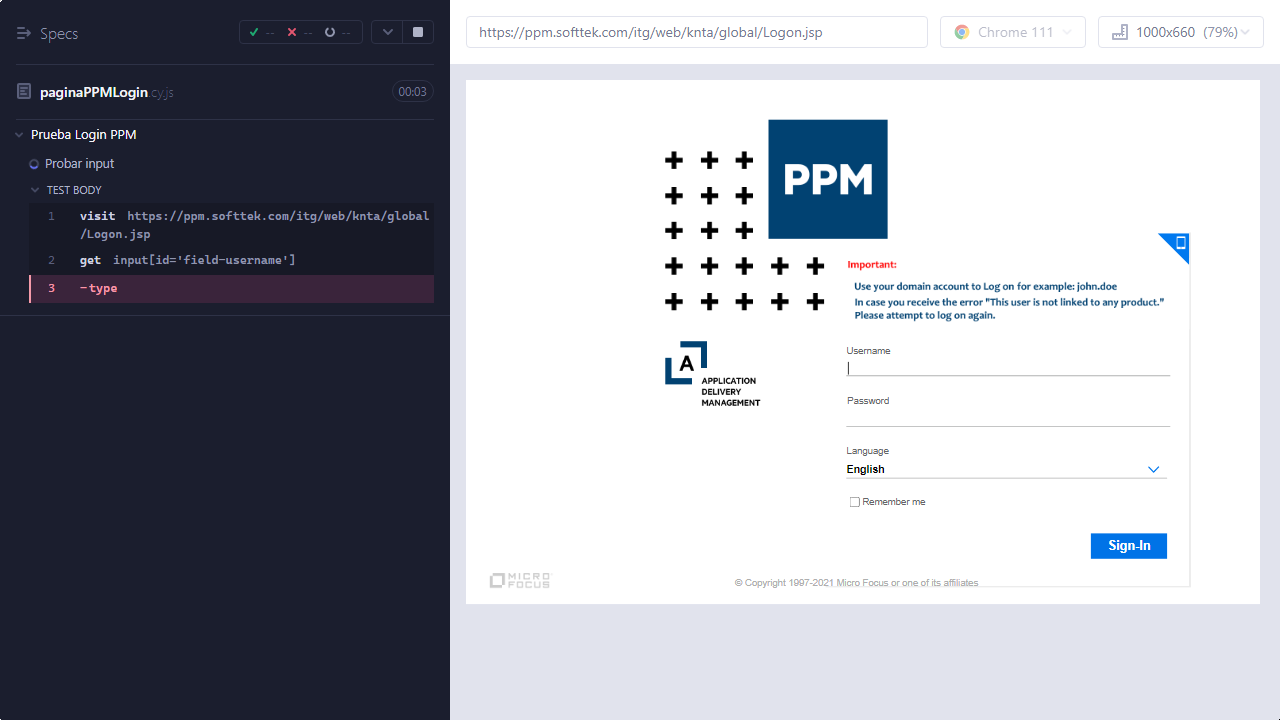 Specs
--
--
--
paginaPPMLogin.cy.js
00:03
Prueba Login PPM
Probar input
TEST BODY
1 visit https://ppm.softtek.com/itg/web/knta/global
/Logon.jsp
2 get input[id='field-username']
3 -type
https://ppm.softtek.com/itg/web/knta/global/Logon.jsp
Chrome 111
1000x660 (79%)
PPM
Important:
Use your domain account to Log on for example: john.doe
In case you receive the error "This user is not linked to any product."
Please attempt to log on again.
A
APPLICATION
DELIVERY
MANAGEMENT
Username
Password
Language
English
Remember me
Sign-In
MICRO
FOCUS
© Copyright 1997-2021 Micro Focus or one of its affiliates